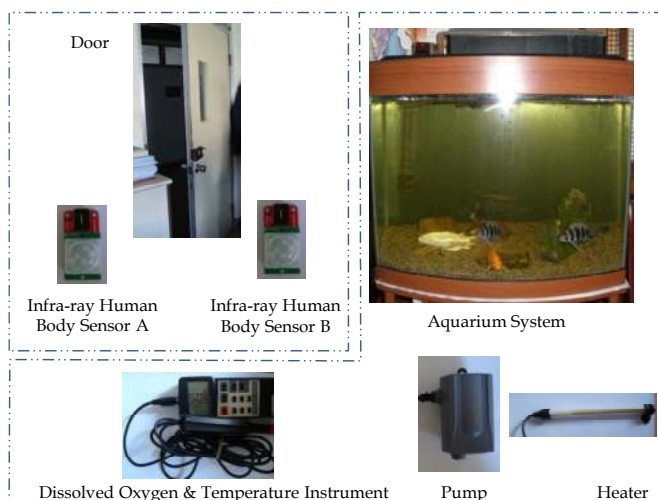 Door
Infra-ray Human
Body Sensor A
Infra-ray Human
Body Sensor B
Aquarium System
Dissolved Oxygen & Temperature Instrument
Pump
Heater